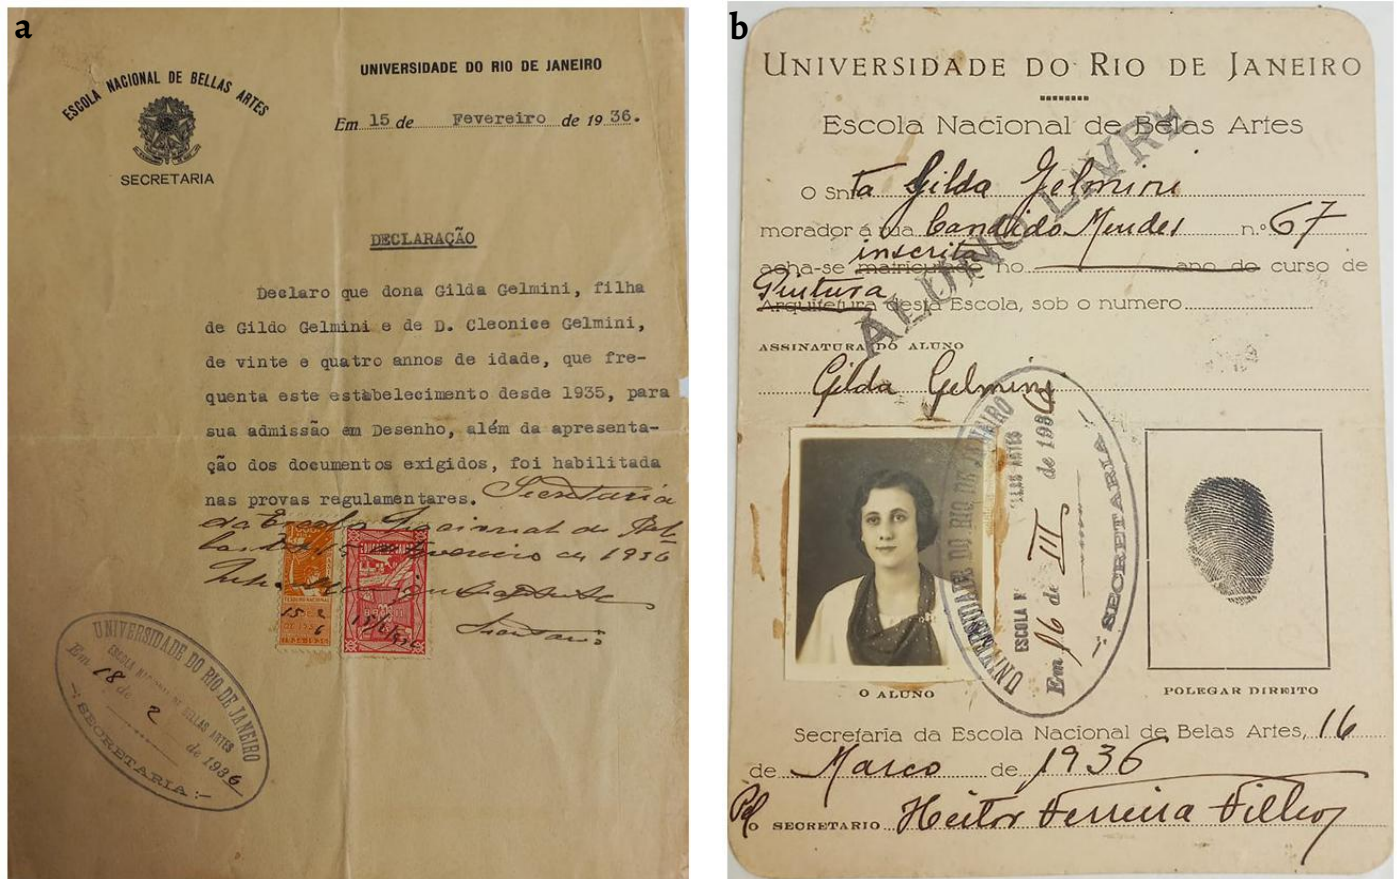 a
ESCOLA NACIONAL DE BELLAS ARTES
SECRETARIA
UNIVERSIDADE DO RIO DE JANEIRO
Em 15 de Fevereiro de 1936.
DECLARAÇÃO
Declaro que dona Gilda Gelmini, filha
de Gildo Gelmini e de D. Cleonice Gelmini,
de vinte e quatro annos de idade, que fre-
quenta este estabelecimento desde 1935, para
sua admissão em Desenho, além da apresenta-
ção dos documentos exigidos, foi habilitada
nas provas regulamentares. Secretaria
da Escola Nacional de Bel-
Fevereiro de 1936
UNIVERSIDADE DO RIO DE JANEIRO
ESCOLA NACIONAL DE BELLAS ARTES
Em 18 de 2 de 1936
SECRETARIA
b
UNIVERSIDADE DO RIO DE JANEIRO
Escola Nacional de Belas Artes
O Snrta Gilda Gelmini
morador á rua Candido Mendes n.º 67
inscrita
acha-se matriculado no ano do curso de
Pintura
Arquitetura desta Escola, sob o numero
ALUNO LIVRE
ASSINATURA DO ALUNO
Gilda Gelmini
UNIVERSIDADE DO RIO DE JANEIRO
ESCOLA N BELAS ARTES
Em 16 de III de 1936
SECRETARIA
O ALUNO
POLEGAR DIREITO
Secretaria da Escola Nacional de Belas Artes, 16
de Marco de 1936
Pel o SECRETARIO Heitor Ferreira Filho